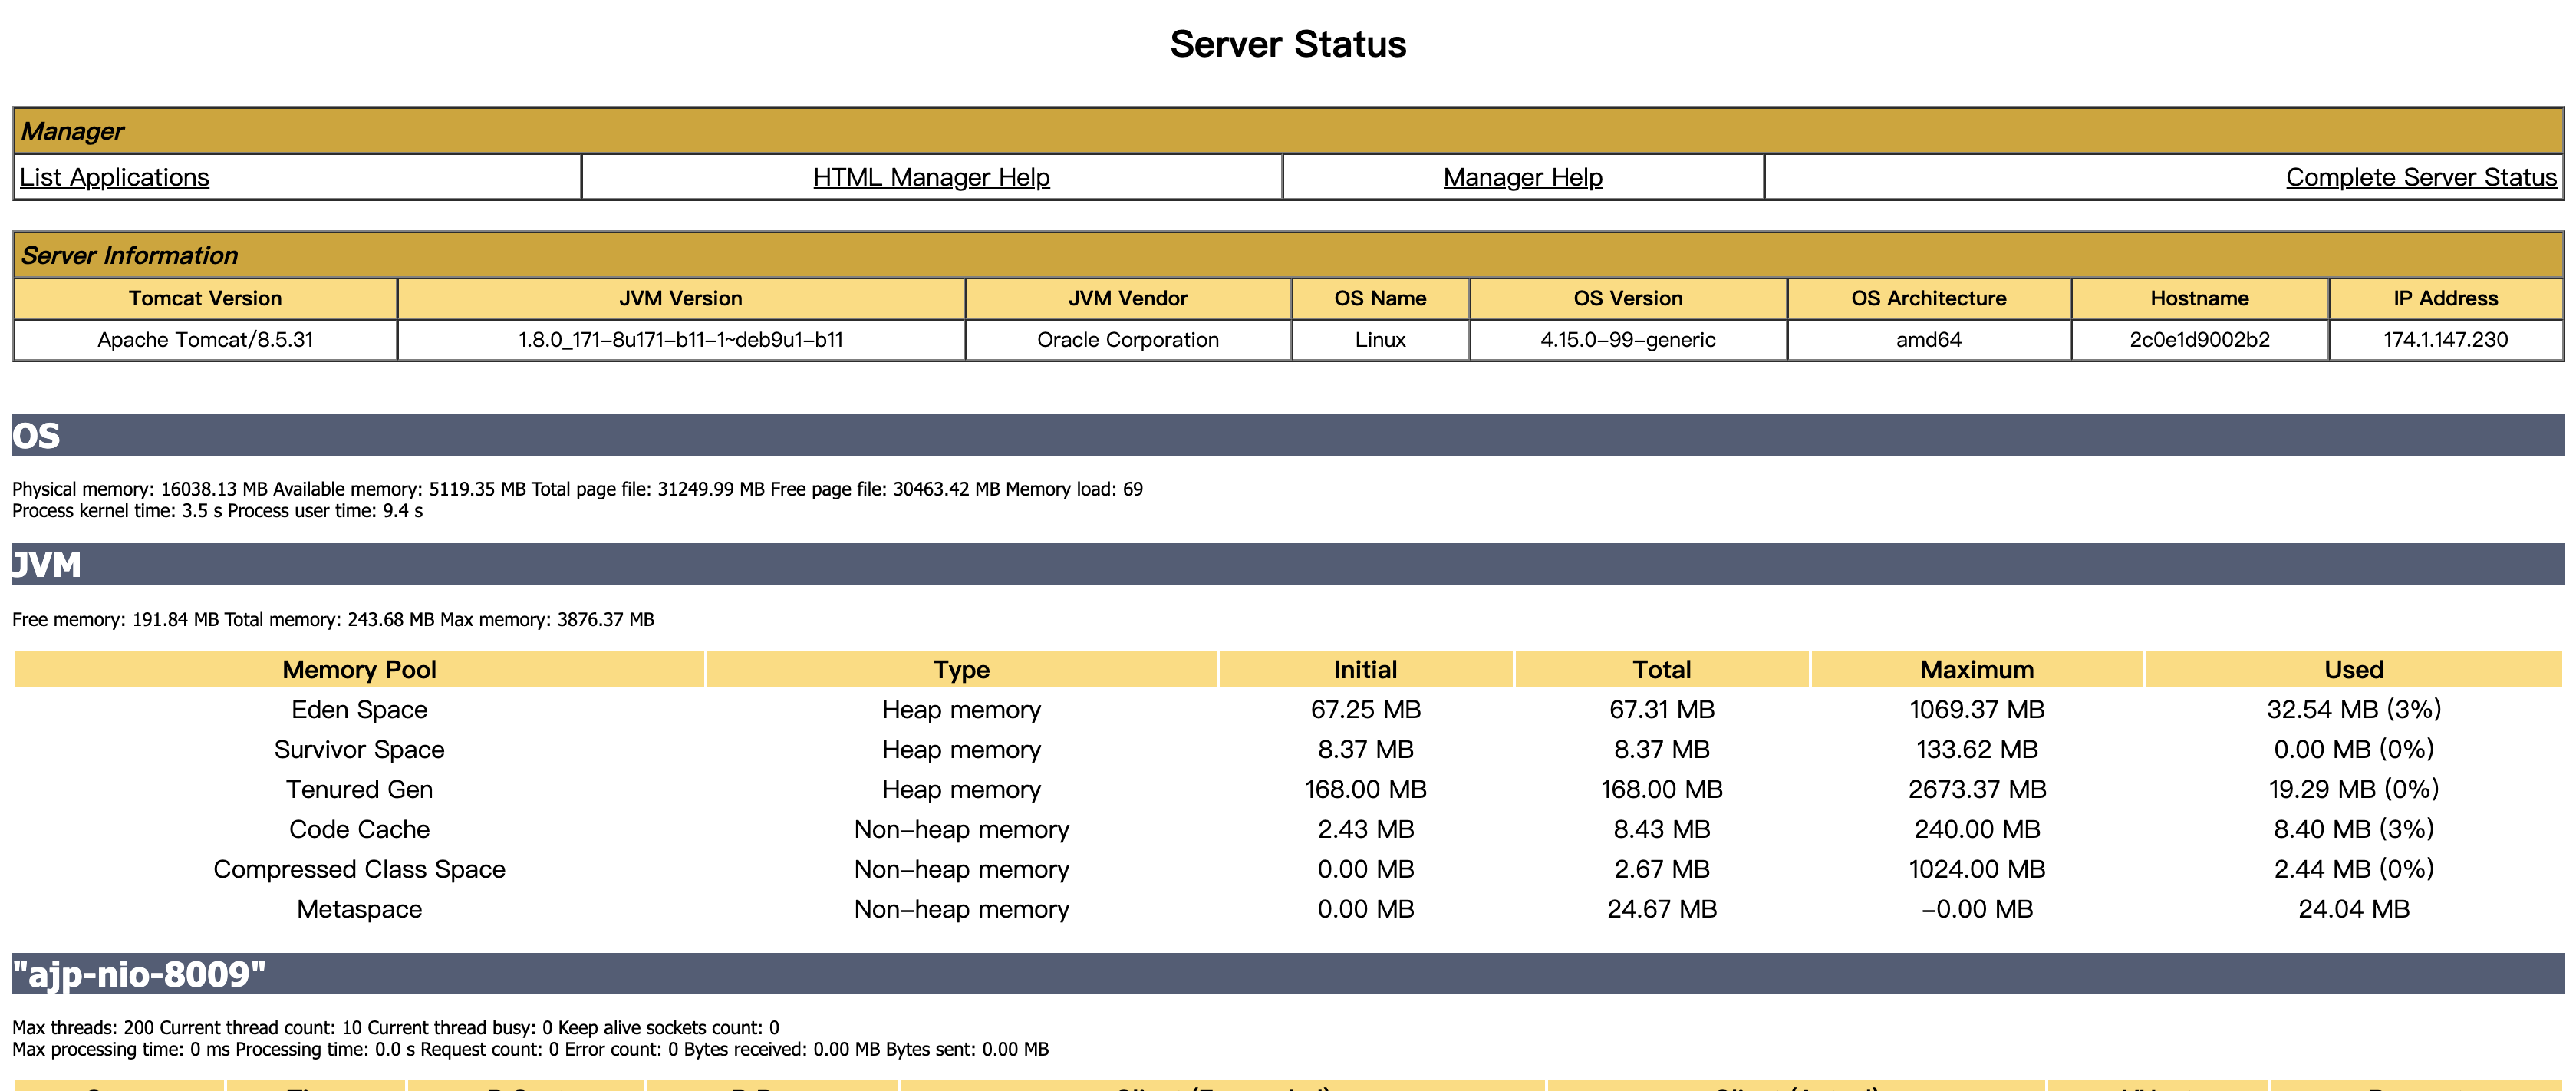 Server Status
Manager
List Applications HTML Manager Help Manager Help Complete Server Status
Server Information
Tomcat Version JVM Version JVM Vendor OS Name OS Version OS Architecture Hostname IP Address
Apache Tomcat/8.5.31 1.8.0_171-8u171-b11-1~deb9u1-b11 Oracle Corporation Linux 4.15.0-99-generic amd64 2c0e1d9002b2 174.1.147.230
OS
Physical memory: 16038.13 MB Available memory: 5119.35 MB Total page file: 31249.99 MB Free page file: 30463.42 MB Memory load: 69
Process kernel time: 3.5 s Process user time: 9.4 s
JVM
Free memory: 191.84 MB Total memory: 243.68 MB Max memory: 3876.37 MB
Memory Pool Type Initial Total Maximum Used
Eden Space Heap memory 67.25 MB 67.31 MB 1069.37 MB 32.54 MB (3%)
Survivor Space Heap memory 8.37 MB 8.37 MB 133.62 MB 0.00 MB (0%)
Tenured Gen Heap memory 168.00 MB 168.00 MB 2673.37 MB 19.29 MB (0%)
Code Cache Non-heap memory 2.43 MB 8.43 MB 240.00 MB 8.40 MB (3%)
Compressed Class Space Non-heap memory 0.00 MB 2.67 MB 1024.00 MB 2.44 MB (0%)
Metaspace Non-heap memory 0.00 MB 24.67 MB -0.00 MB 24.04 MB
"ajp-nio-8009"
Max threads: 200 Current thread count: 10 Current thread busy: 0 Keep alive sockets count: 0
Max processing time: 0 ms Processing time: 0.0 s Request count: 0 Error count: 0 Bytes received: 0.00 MB Bytes sent: 0.00 MB